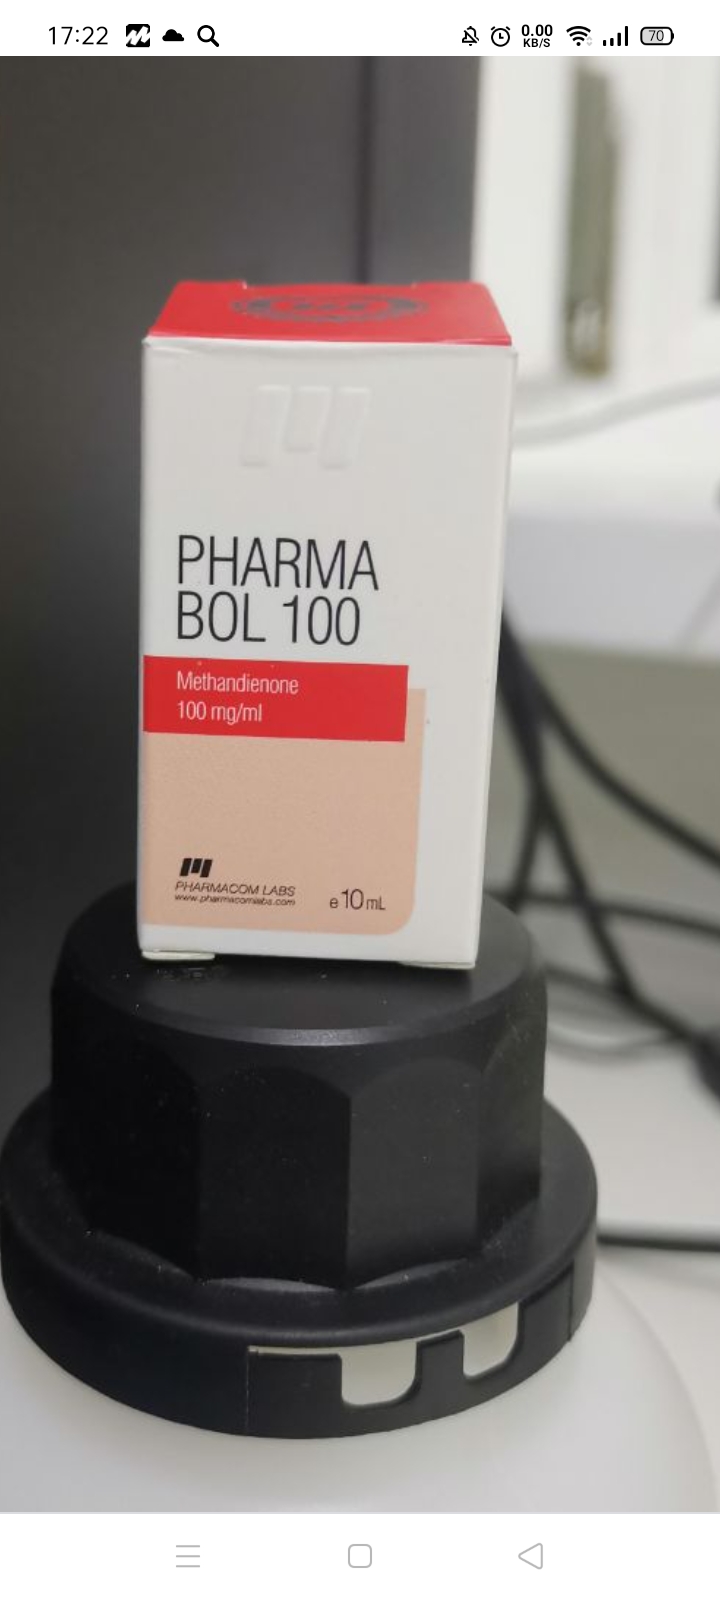 17:22
0.00
KB/S
70
PHARMA
BOL 100
Methandienone
100 mg/ml
PHARMACOM LABS
www.pharmacomlabs.com
e10mL